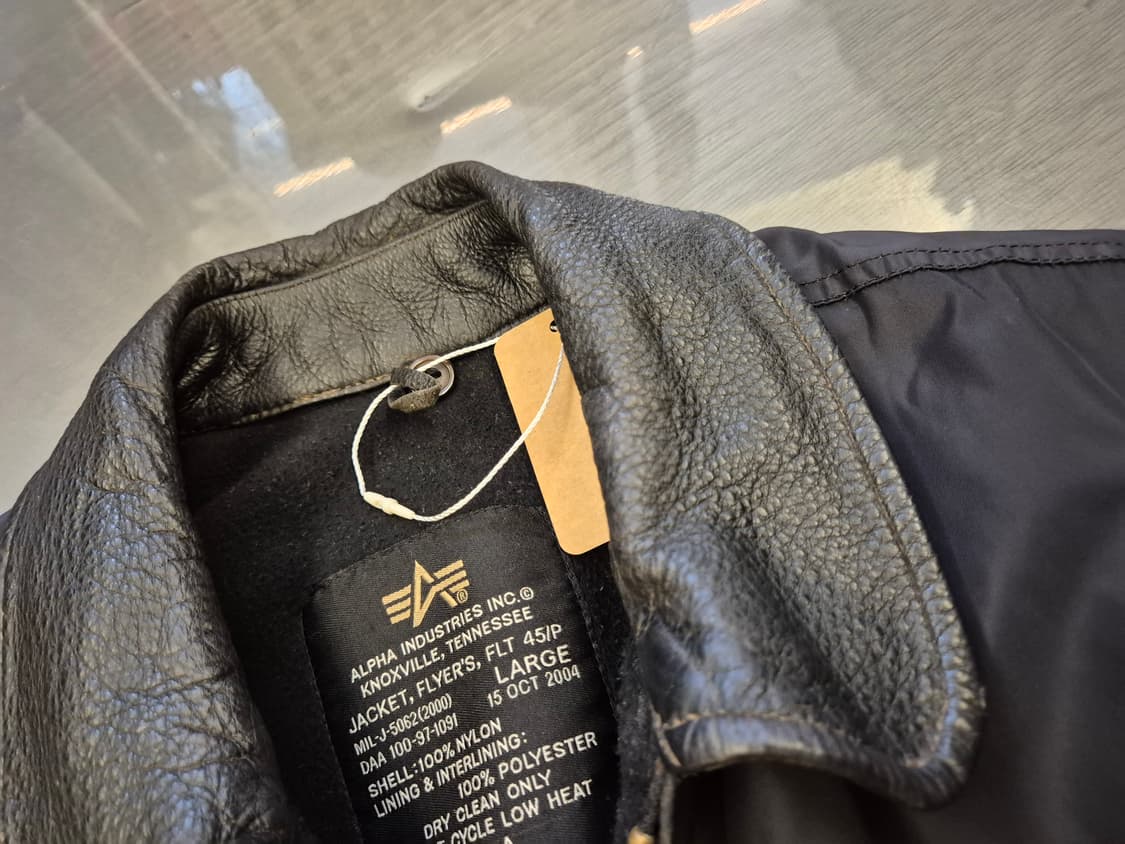 ALPHA INDUSTRIES INC.©
KNOXVILLE, TENNESSEE
JACKET, FLYER'S, FLT 45/P
LARGE
MIL-J-5062(2000) 15 OCT 2004
DAA 100-97-1091
SHELL:100% NYLON
LINING & INTERLINING:
100% POLYESTER
DRY CLEAN ONLY
CYCLE LOW HEAT